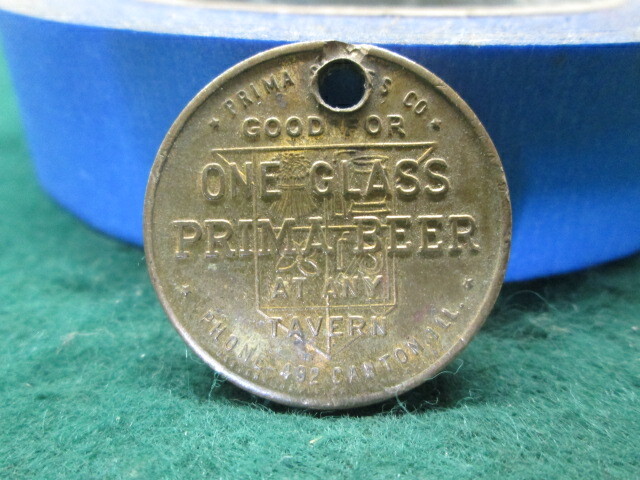 PRIMA CO
GOOD FOR
ONE GLASS
PRIMA BEER
AT ANY
TAVERN
PHONE-492 CANTON, ILL.